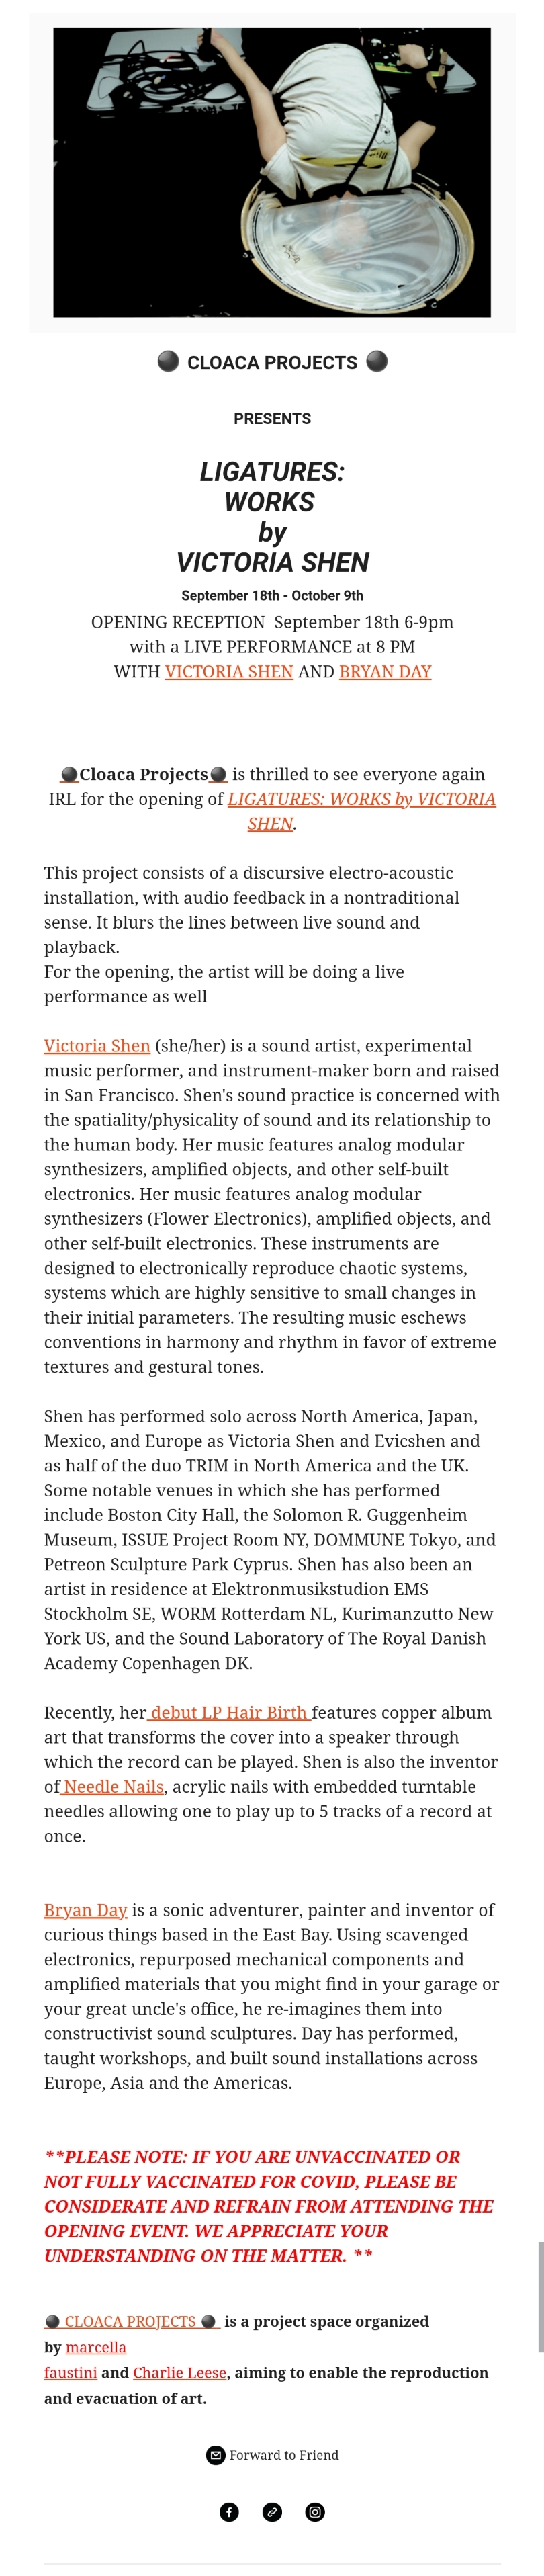 CLOACA PROJECTS
PRESENTS
LIGATURES:
WORKS
by
VICTORIA SHEN
September 18th - October 9th
OPENING RECEPTION  September 18th 6-9pm
with a LIVE PERFORMANCE at 8 PM
WITH VICTORIA SHEN AND BRYAN DAY
Cloaca Projects is thrilled to see everyone again
IRL for the opening of LIGATURES: WORKS by VICTORIA
SHEN.
This project consists of a discursive electro-acoustic
installation, with audio feedback in a nontraditional
sense. It blurs the lines between live sound and
playback.
For the opening, the artist will be doing a live
performance as well
Victoria Shen (she/her) is a sound artist, experimental
music performer, and instrument-maker born and raised
in San Francisco. Shen's sound practice is concerned with
the spatiality/physicality of sound and its relationship to
the human body. Her music features analog modular
synthesizers, amplified objects, and other self-built
electronics. Her music features analog modular
synthesizers (Flower Electronics), amplified objects, and
other self-built electronics. These instruments are
designed to electronically reproduce chaotic systems,
systems which are highly sensitive to small changes in
their initial parameters. The resulting music eschews
conventions in harmony and rhythm in favor of extreme
textures and gestural tones.
Shen has performed solo across North America, Japan,
Mexico, and Europe as Victoria Shen and Evicshen and
as half of the duo TRIM in North America and the UK.
Some notable venues in which she has performed
include Boston City Hall, the Solomon R. Guggenheim
Museum, ISSUE Project Room NY, DOMMUNE Tokyo, and
Petreon Sculpture Park Cyprus. Shen has also been an
artist in residence at Elektronmusikstudion EMS
Stockholm SE, WORM Rotterdam NL, Kurimanzutto New
York US, and the Sound Laboratory of The Royal Danish
Academy Copenhagen DK.
Recently, her debut LP Hair Birth features copper album
art that transforms the cover into a speaker through
which the record can be played. Shen is also the inventor
of Needle Nails, acrylic nails with embedded turntable
needles allowing one to play up to 5 tracks of a record at
once.
Bryan Day is a sonic adventurer, painter and inventor of
curious things based in the East Bay. Using scavenged
electronics, repurposed mechanical components and
amplified materials that you might find in your garage or
your great uncle's office, he re-imagines them into
constructivist sound sculptures. Day has performed,
taught workshops, and built sound installations across
Europe, Asia and the Americas.
**PLEASE NOTE: IF YOU ARE UNVACCINATED OR
NOT FULLY VACCINATED FOR COVID, PLEASE BE
CONSIDERATE AND REFRAIN FROM ATTENDING THE
OPENING EVENT. WE APPRECIATE YOUR
UNDERSTANDING ON THE MATTER. **
CLOACA PROJECTS is a project space organized
by marcella
faustini and Charlie Leese, aiming to enable the reproduction
and evacuation of art.
Forward to Friend